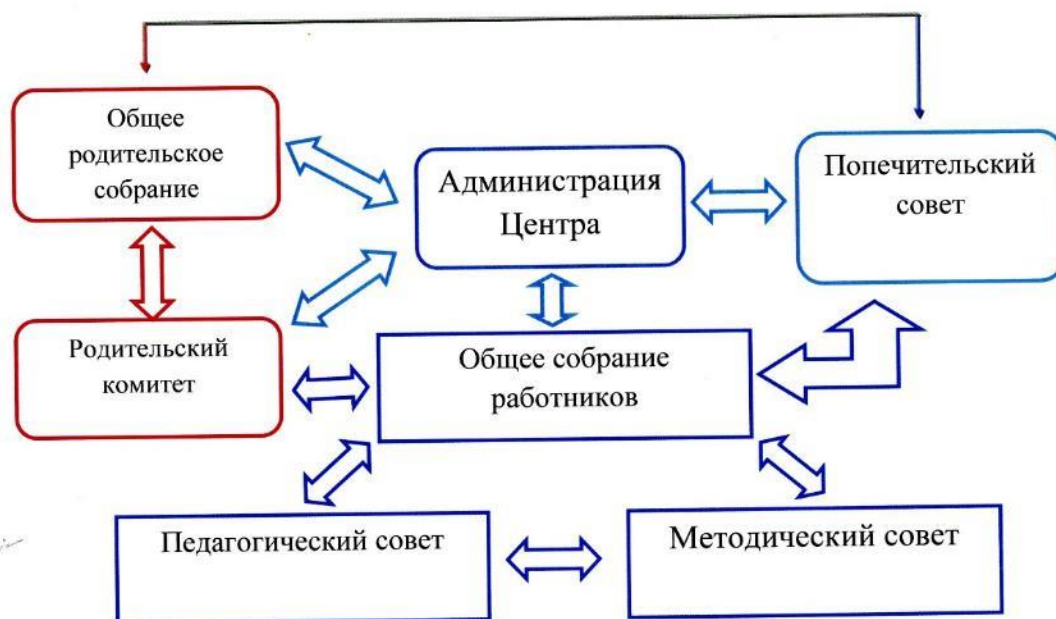 Общее
родительское
собрание
Администрация
Центра
Попечительский
совет
Родительский
комитет
Общее собрание
работников
Педагогический совет
Методический совет